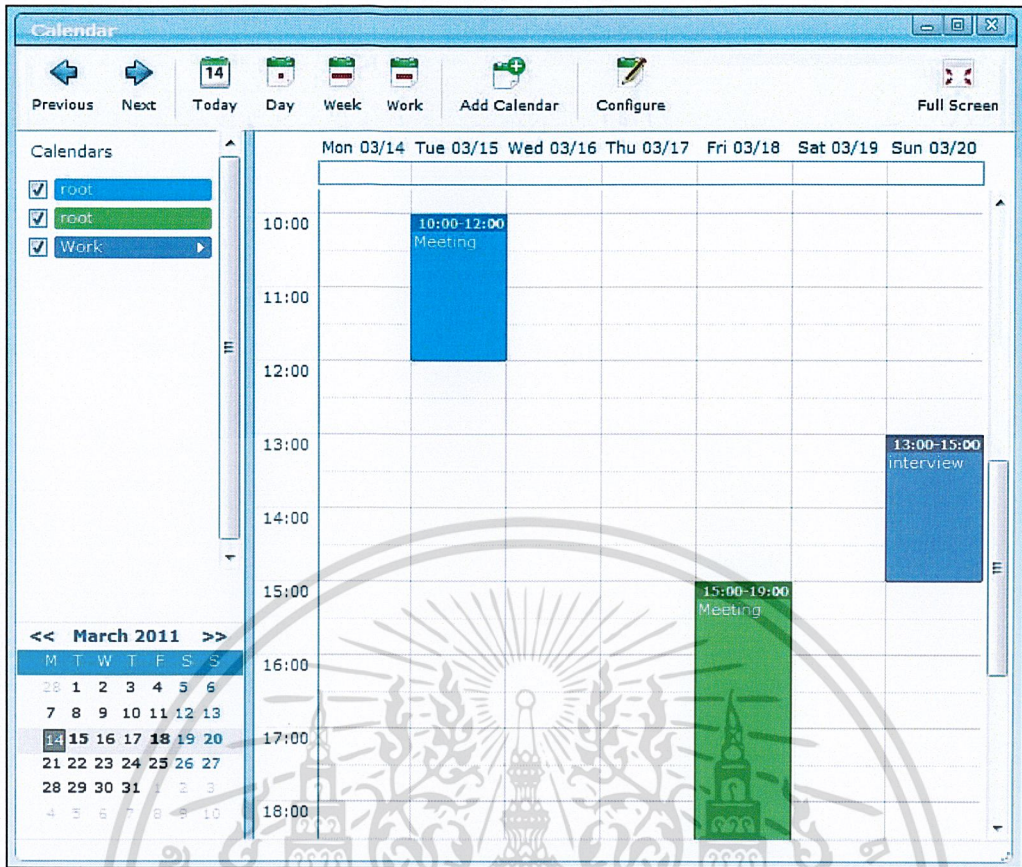 Calendar
Previous Next Today Day Week Work Add Calendar Configure Full Screen
14
Calendars
root
root
Work
Mon 03/14 Tue 03/15 Wed 03/16 Thu 03/17 Fri 03/18 Sat 03/19 Sun 03/20
10:00
11:00
12:00
13:00
14:00
15:00
16:00
17:00
18:00
10:00-12:00
Meeting
15:00-19:00
Meeting
13:00-15:00
interview
<< March 2011 >>
M T W T F S S
28 1 2 3 4 5 6
7 8 9 10 11 12 13
14 15 16 17 18 19 20
21 22 23 24 25 26 27
28 29 30 31 1 2 3
4 5 6 7 8 9 10